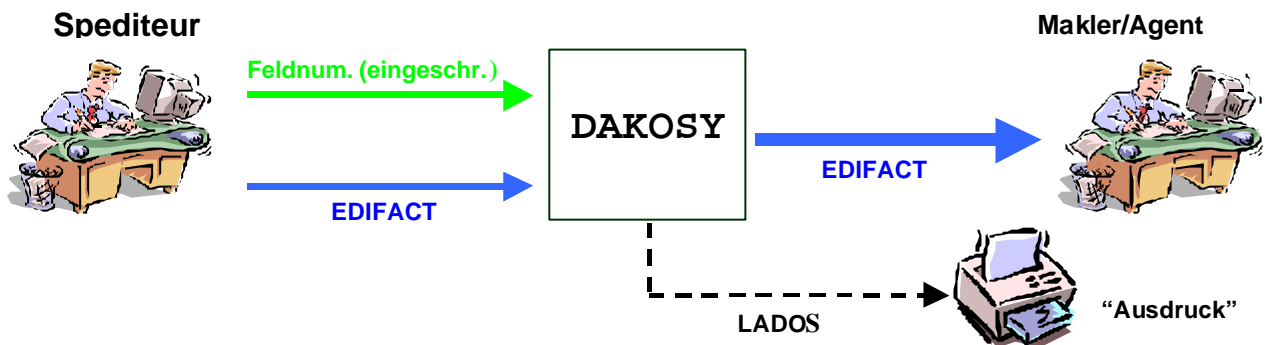 Spediteur
Makler/Agent
Feldnum. (eingeschr.)
DAKOSY
EDIFACT
EDIFACT
LADOS
“Ausdruck”